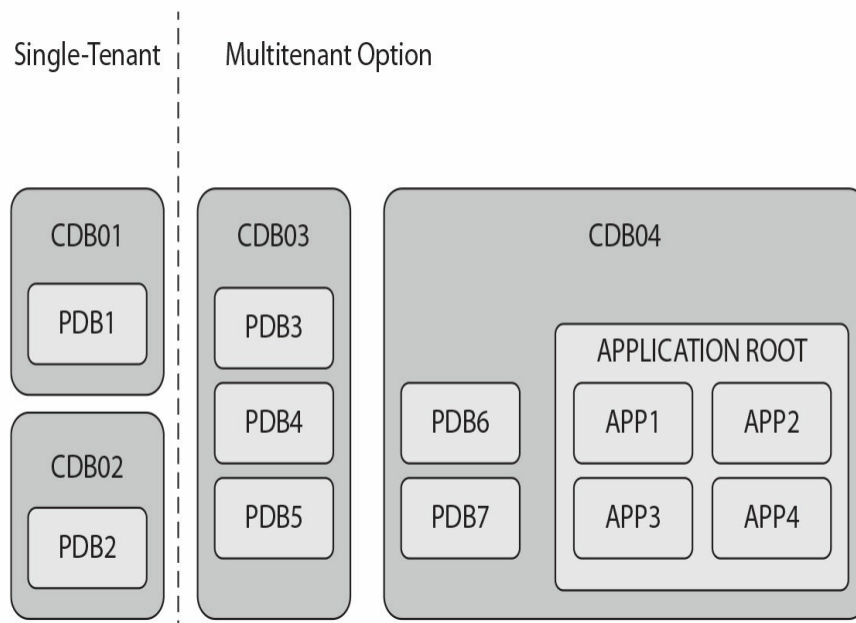 Single-Tenant
Multitenant Option
CDB01
PDB1
CDB02
PDB2
CDB03
PDB3
PDB4
PDB5
CDB04
PDB6
PDB7
APPLICATION ROOT
APP1
APP2
APP3
APP4